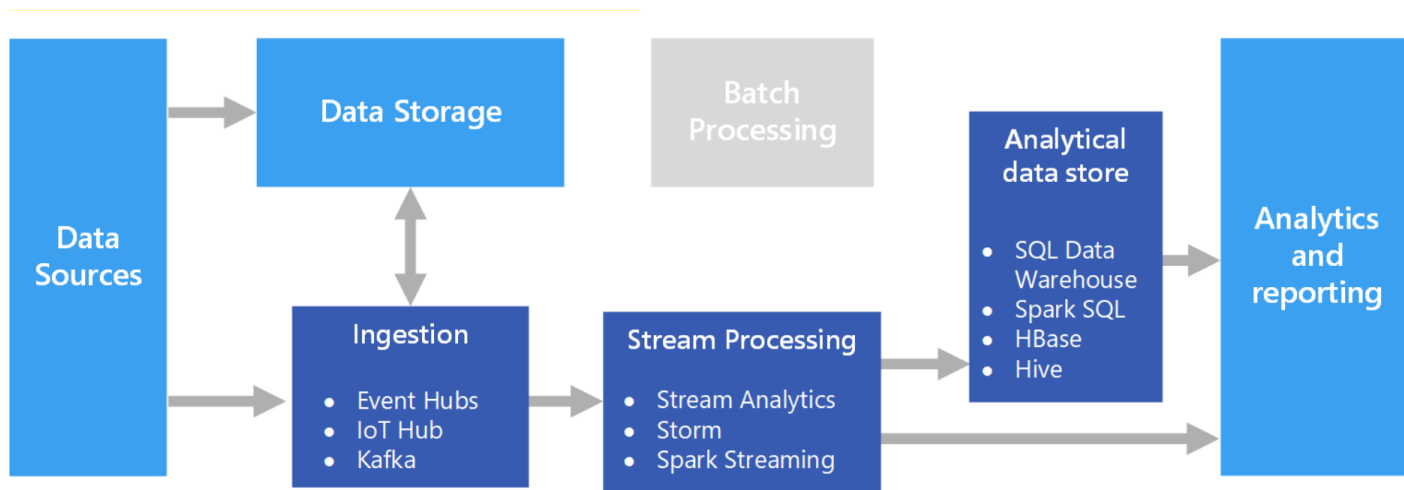 Data
Sources
Data Storage
Batch
Processing
Ingestion
● Event Hubs
● IoT Hub
● Kafka
Stream Processing
● Stream Analytics
● Storm
● Spark Streaming
Analytical
data store
● SQL Data
Warehouse
● Spark SQL
● HBase
● Hive
Analytics
and
reporting